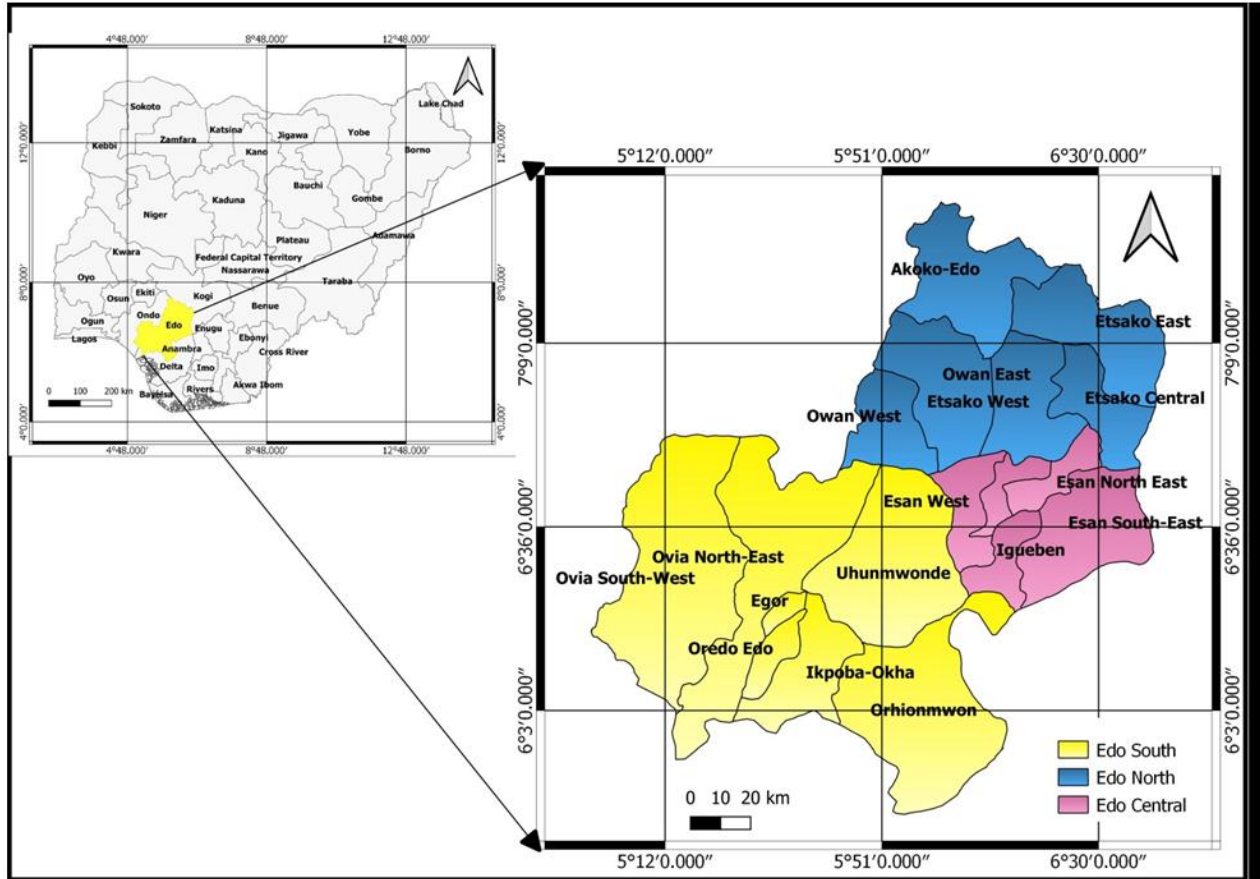 4°48.000′ 8°48.000′ 12°48.000′
Lake Chad
Sokoto
Katsina
Yobe
Jigawa
Zamfara
12°0.000′
Kebbi
Kano
Borno
12°0.000′
Bauchi
Gombe
Kaduna
Niger
Adamawa
Plateau
Kwara
Federal Capital Territory
Nassarawa
Taraba
Oyo
8°0.000′
8°0.000′
Ekiti
Osun
Kogi
Benue
Ondo
Ogun
Edo
Enugu
Lagos
Ebonyi
Anambra
Cross River
Delta
Imo
Akwa Ibom
Rivers
Bayelsa
0 100 200 km
4°0.000′
4°0.000′
4°48.000′ 8°48.000′ 12°48.000′
5°12′0.000″ 5°51′0.000″ 6°30′0.000″
Akoko-Edo
Etsako East
7°9′0.000″
7°9′0.000″
Owan East
Etsako West
Etsako Central
Owan West
Esan North East
Esan West
Esan South-East
6°36′0.000″
6°36′0.000″
Igueben
Ovia North-East
Uhunmwonde
Ovia South-West
Egor
Oredo Edo
Ikpoba-Okha
Orhionmwon
6°3′0.000″
6°3′0.000″
Edo South
Edo North
Edo Central
0 10 20 km
5°12′0.000″ 5°51′0.000″ 6°30′0.000″